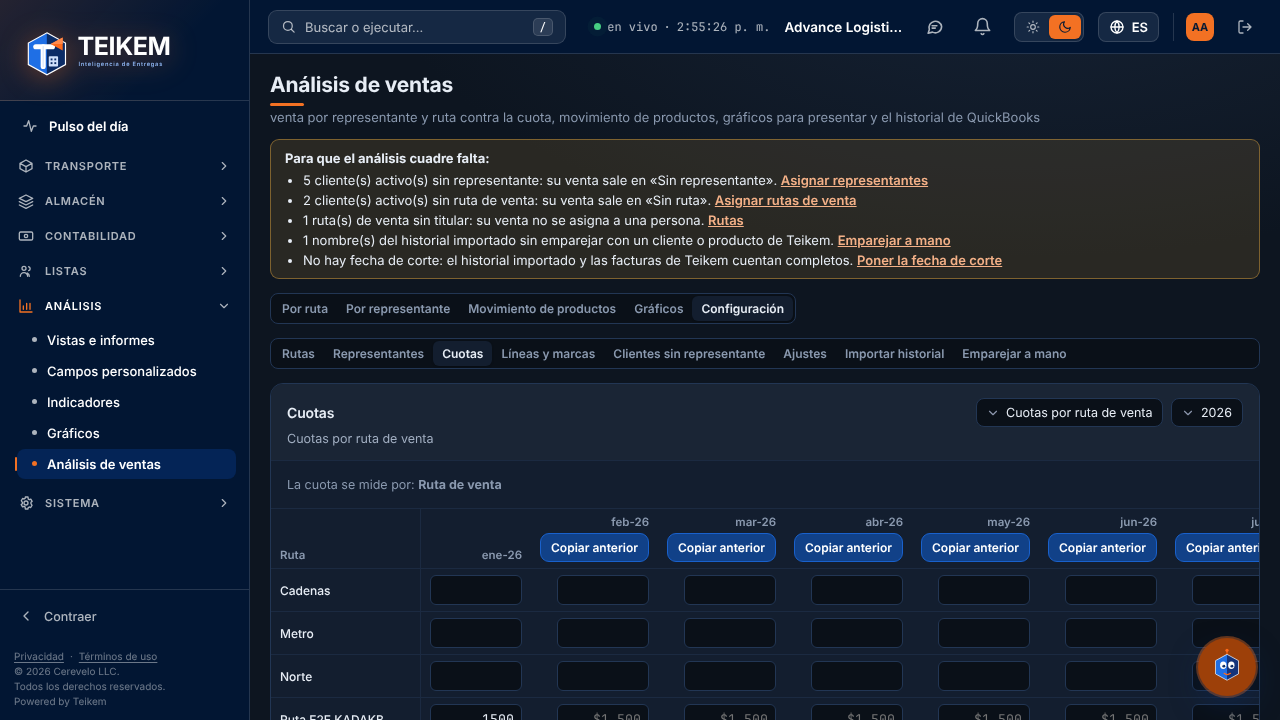 TEIKEM
Inteligencia de Entregas
Buscar o ejecutar... /
en vivo · 2:55:26 p. m.
Advance Logisti...
ES
AA
Pulso del día
TRANSPORTE
ALMACÉN
CONTABILIDAD
LISTAS
ANÁLISIS
Vistas e informes
Campos personalizados
Indicadores
Gráficos
Análisis de ventas
SISTEMA
Contraer
Privacidad · Términos de uso
© 2026 Cerevelo LLC.
Todos los derechos reservados.
Powered by Teikem
Análisis de ventas
venta por representante y ruta contra la cuota, movimiento de productos, gráficos para presentar y el historial de QuickBooks
Para que el análisis cuadre falta:
• 5 cliente(s) activo(s) sin representante: su venta sale en «Sin representante». Asignar representantes
• 2 cliente(s) activo(s) sin ruta de venta: su venta sale en «Sin ruta». Asignar rutas de venta
• 1 ruta(s) de venta sin titular: su venta no se asigna a una persona. Rutas
• 1 nombre(s) del historial importado sin emparejar con un cliente o producto de Teikem. Emparejar a mano
• No hay fecha de corte: el historial importado y las facturas de Teikem cuentan completos. Poner la fecha de corte
Por ruta Por representante Movimiento de productos Gráficos Configuración
Rutas Representantes Cuotas Líneas y marcas Clientes sin representante Ajustes Importar historial Emparejar a mano
Cuotas
Cuotas por ruta de venta
Cuotas por ruta de venta 2026
La cuota se mide por: Ruta de venta
Ruta ene-26 feb-26 mar-26 abr-26 may-26 jun-26 ju
Copiar anterior Copiar anterior Copiar anterior Copiar anterior Copiar anterior Copiar anteri
Cadenas
Metro
Norte
Ruta E2E KADAKB 1500 $1,500 $1,500 $1,500 $1,500 $1,500 $1,5